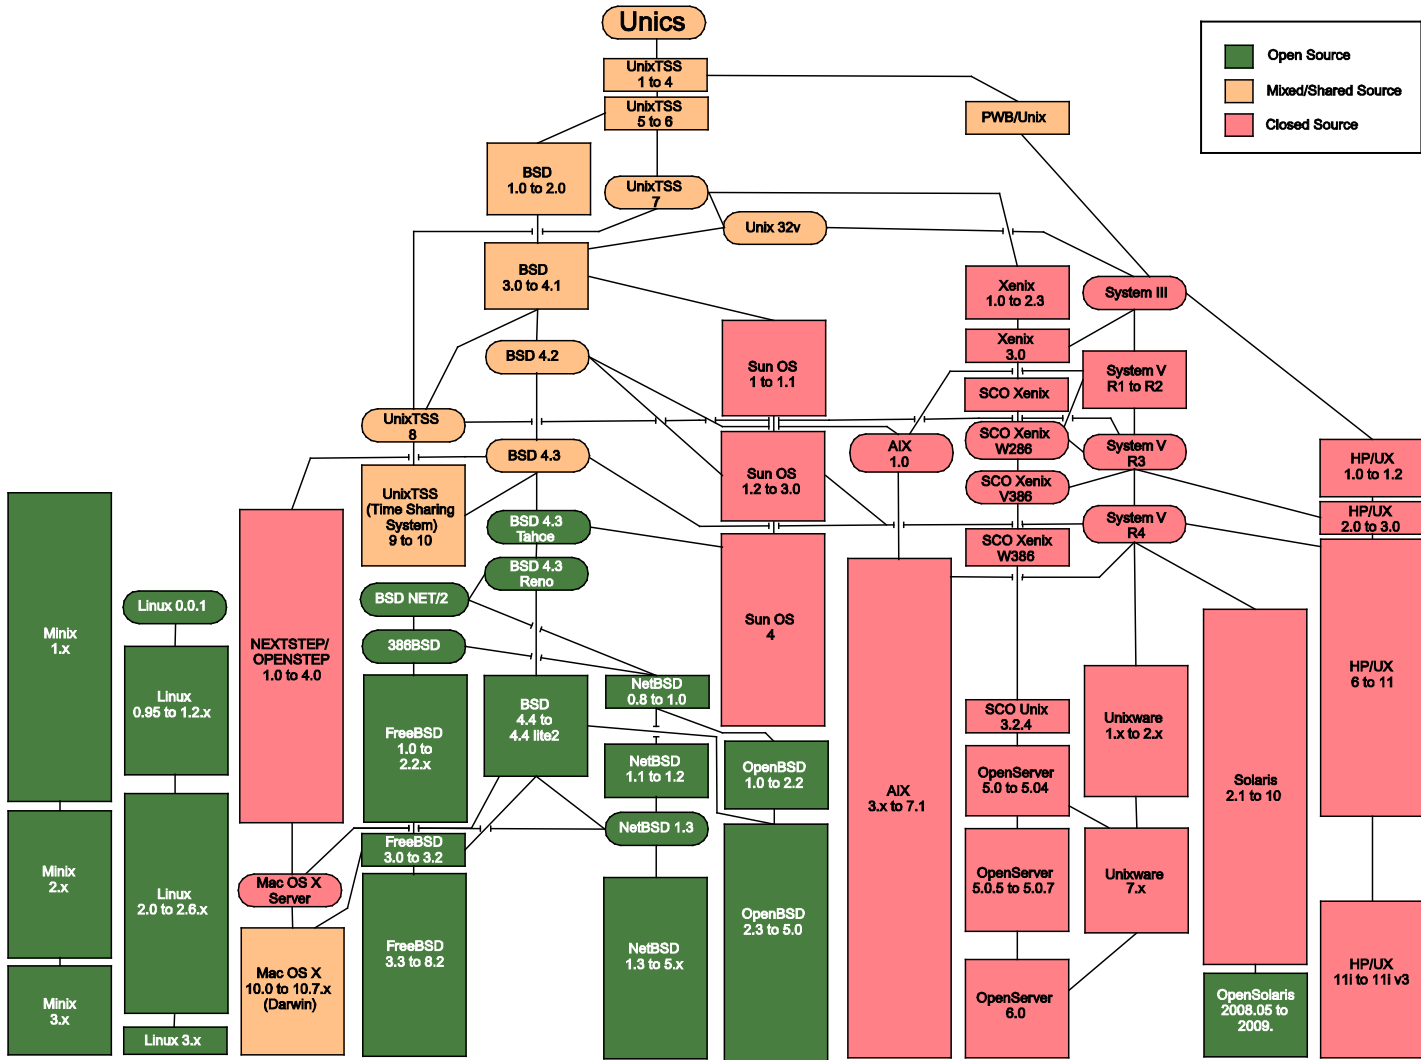 Unics
Open Source
Mixed/Shared Source
Closed Source
UnixTSS
1 to 4
UnixTSS
5 to 6
PWB/Unix
BSD
1.0 to 2.0
UnixTSS
7
Unix 32v
BSD
3.0 to 4.1
Xenix
1.0 to 2.3
System III
Xenix
3.0
BSD 4.2
Sun OS
1 to 1.1
System V
R1 to R2
SCO Xenix
UnixTSS
8
SCO Xenix
W286
AIX
1.0
System V
R3
BSD 4.3
Sun OS
1.2 to 3.0
HP/UX
1.0 to 1.2
SCO Xenix
V386
UnixTSS
(Time Sharing
System)
9 to 10
BSD 4.3
Tahoe
System V
R4
HP/UX
2.0 to 3.0
SCO Xenix
W386
BSD 4.3
Reno
BSD NET/2
Linux 0.0.1
Minix
1.x
386BSD
NEXTSTEP/
OPENSTEP
1.0 to 4.0
Sun OS
4
HP/UX
6 to 11
Linux
0.95 to 1.2.x
NetBSD
0.8 to 1.0
BSD
4.4 to
4.4 lite2
FreeBSD
1.0 to
2.2.x
SCO Unix
3.2.4
Unixware
1.x to 2.x
NetBSD
1.1 to 1.2
OpenBSD
1.0 to 2.2
OpenServer
5.0 to 5.04
AIX
3.x to 7.1
Solaris
2.1 to 10
NetBSD 1.3
FreeBSD
3.0 to 3.2
Minix
2.x
Mac OS X
Server
Linux
2.0 to 2.6.x
OpenServer
5.0.5 to 5.0.7
Unixware
7.x
OpenBSD
2.3 to 5.0
FreeBSD
3.3 to 8.2
NetBSD
1.3 to 5.x
Mac OS X
10.0 to 10.7.x
(Darwin)
HP/UX
11i to 11i v3
Minix
3.x
OpenServer
6.0
OpenSolaris
2008.05 to
2009.
Linux 3.x